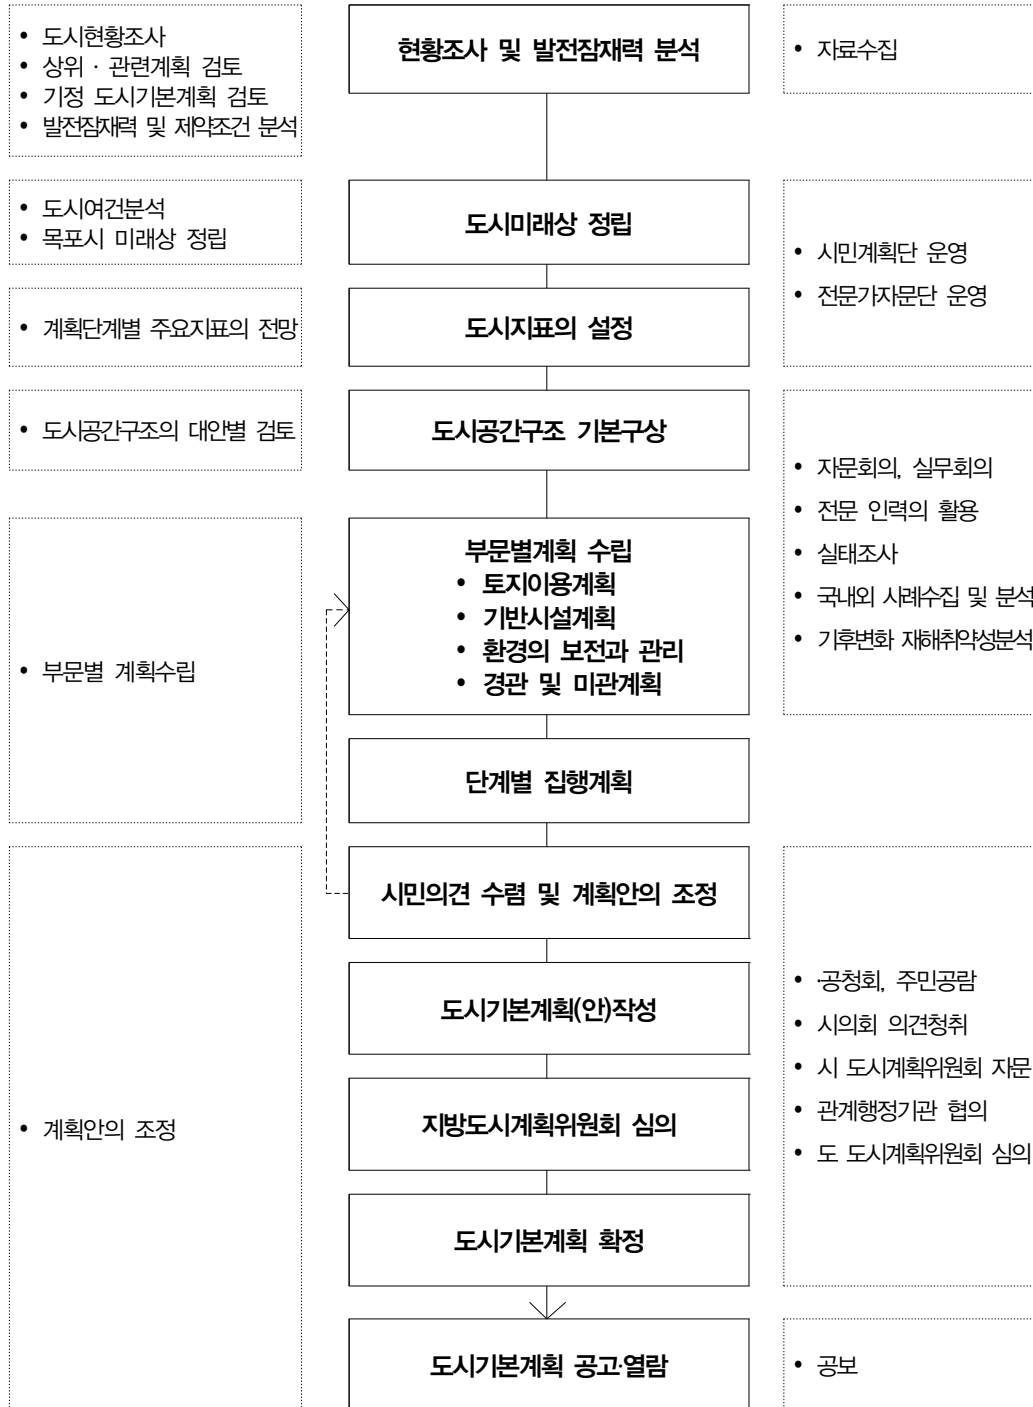 • 도시현황조사
• 상위 · 관련계획 검토
• 기정 도시기본계획 검토
• 발전잠재력 및 제약조건 분석
현황조사 및 발전잠재력 분석
• 자료수집
• 도시여건분석
• 목포시 미래상 정립
도시미래상 정립
• 시민계획단 운영
• 전문가자문단 운영
• 계획단계별 주요지표의 전망
도시지표의 설정
• 도시공간구조의 대안별 검토
도시공간구조 기본구상
• 자문회의, 실무회의
• 전문 인력의 활용
• 실태조사
• 국내외 사례수집 및 분석
• 기후변화 재해취약성분석
부문별계획 수립
• 토지이용계획
• 기반시설계획
• 환경의 보전과 관리
• 경관 및 미관계획
• 부문별 계획수립
단계별 집행계획
시민의견 수렴 및 계획안의 조정
도시기본계획(안)작성
• ·공청회, 주민공람
• 시의회 의견청취
• 시 도시계획위원회 자문
• 관계행정기관 협의
• 도 도시계획위원회 심의
• 계획안의 조정
지방도시계획위원회 심의
도시기본계획 확정
도시기본계획 공고·열람
• 공보